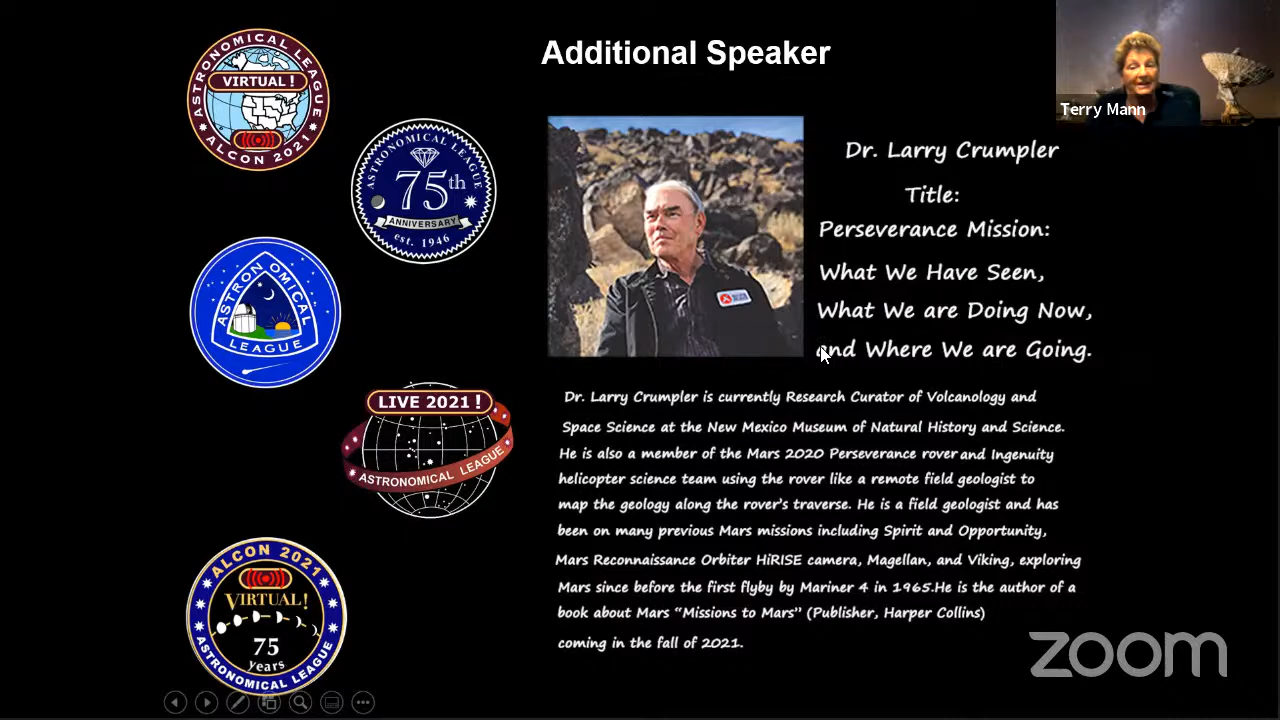 Additional Speaker
Terry Mann
ASTRONOMICAL LEAGUE
VIRTUAL!
ALCON 2021
ASTRONOMICAL LEAGUE
75th
ANNIVERSARY
est. 1946
ASTRONOMICAL
LEAGUE
LIVE 2021!
ASTRONOMICAL LEAGUE
ALCON 2021
VIRTUAL!
75
years
ASTRONOMICAL LEAGUE
Dr. Larry Crumpler
Title:
Perseverance Mission:
What We Have Seen,
What We are Doing Now,
and Where We are Going.
Dr. Larry Crumpler is currently Research Curator of Volcanology and
Space Science at the New Mexico Museum of Natural History and Science.
He is also a member of the Mars 2020 Perseverance rover and Ingenuity
helicopter science team using the rover like a remote field geologist to
map the geology along the rover's traverse. He is a field geologist and has
been on many previous Mars missions including Spirit and Opportunity,
Mars Reconnaissance Orbiter HiRISE camera, Magellan, and Viking, exploring
Mars since before the first flyby by Mariner 4 in 1965.He is the author of a
book about Mars “Missions to Mars” (Publisher, Harper Collins)
coming in the fall of 2021.
zoom